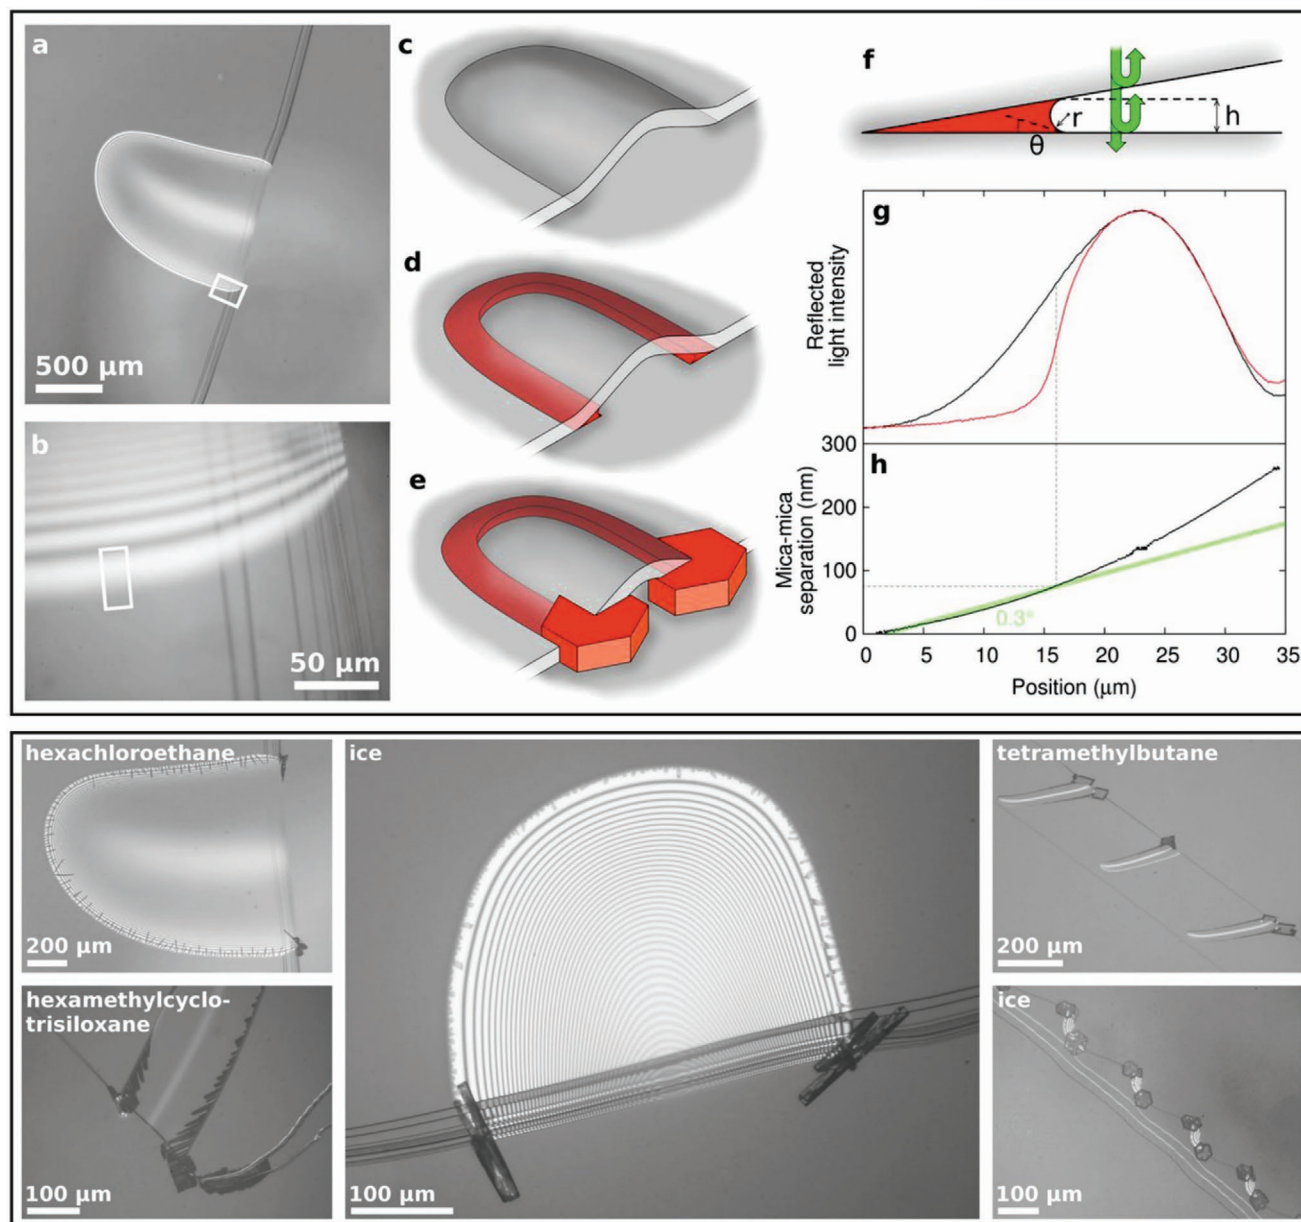 a
500 μm
b
50 μm
c
d
e
f
r
h
θ
g
Reflected
light intensity
h
300
200
100
0
Mica-mica
separation (nm)
0.3°
0 5 10 15 20 25 30 35
Position (μm)
hexachloroethane
200 μm
hexamethylcyclo-
trisiloxane
100 μm
ice
100 μm
tetramethylbutane
200 μm
ice
100 μm